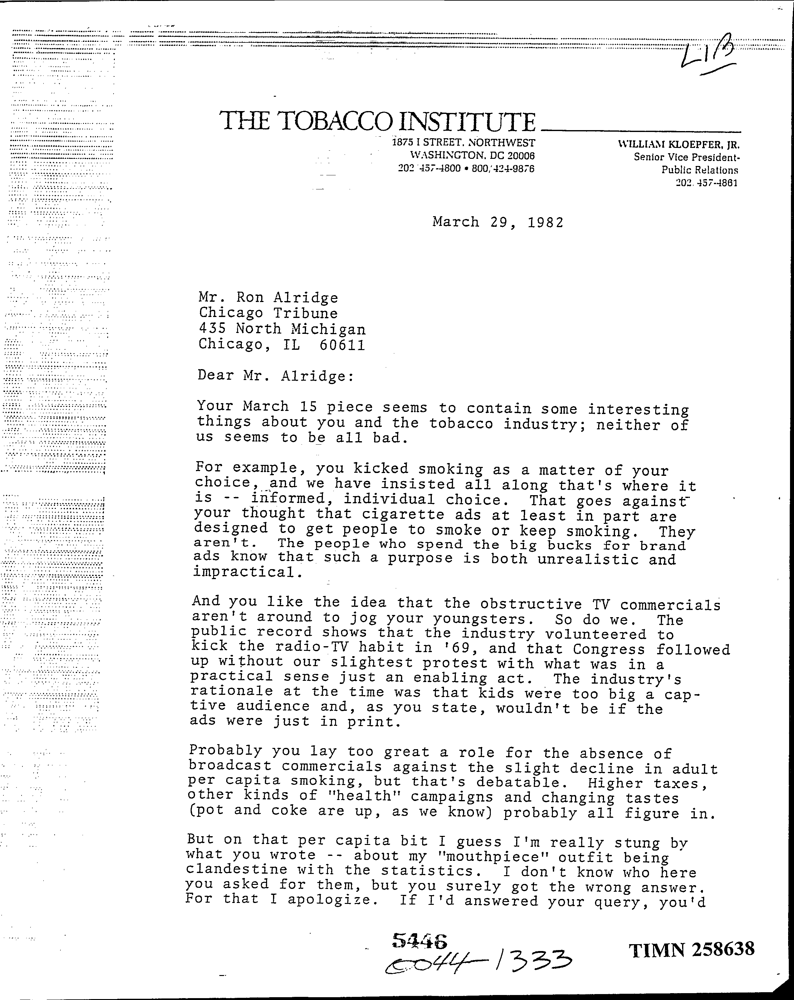 LIB
THE TOBACCO INSTITUTE
1875 I STREET, NORTHWEST
WASHINGTON, DC 20006
202 457-4800 • 800/424-9876
WILLIAM KLOEPFER, JR.
Senior Vice President-
Public Relations
202 457-4861
March 29, 1982
Mr. Ron Alridge
Chicago Tribune
435 North Michigan
Chicago, IL 60611
Dear Mr. Alridge:
Your March 15 piece seems to contain some interesting
things about you and the tobacco industry; neither of
us seems to be all bad.
For example, you kicked smoking as a matter of your
choice, and we have insisted all along that's where it
is -- informed, individual choice. That goes against
your thought that cigarette ads at least in part are
designed to get people to smoke or keep smoking. They
aren't. The people who spend the big bucks for brand
ads know that such a purpose is both unrealistic and
impractical.
And you like the idea that the obstructive TV commercials
aren't around to jog your youngsters. So do we. The
public record shows that the industry volunteered to
kick the radio-TV habit in '69, and that Congress followed
up without our slightest protest with what was in a
practical sense just an enabling act. The industry's
rationale at the time was that kids were too big a cap-
tive audience and, as you state, wouldn't be if the
ads were just in print.
Probably you lay too great a role for the absence of
broadcast commercials against the slight decline in adult
per capita smoking, but that's debatable. Higher taxes,
other kinds of "health" campaigns and changing tastes
(pot and coke are up, as we know) probably all figure in.
But on that per capita bit I guess I'm really stung by
what you wrote -- about my "mouthpiece" outfit being
clandestine with the statistics. I don't know who here
you asked for them, but you surely got the wrong answer.
For that I apologize. If I'd answered your query, you'd
5446
0044-1333
TIMN 258638